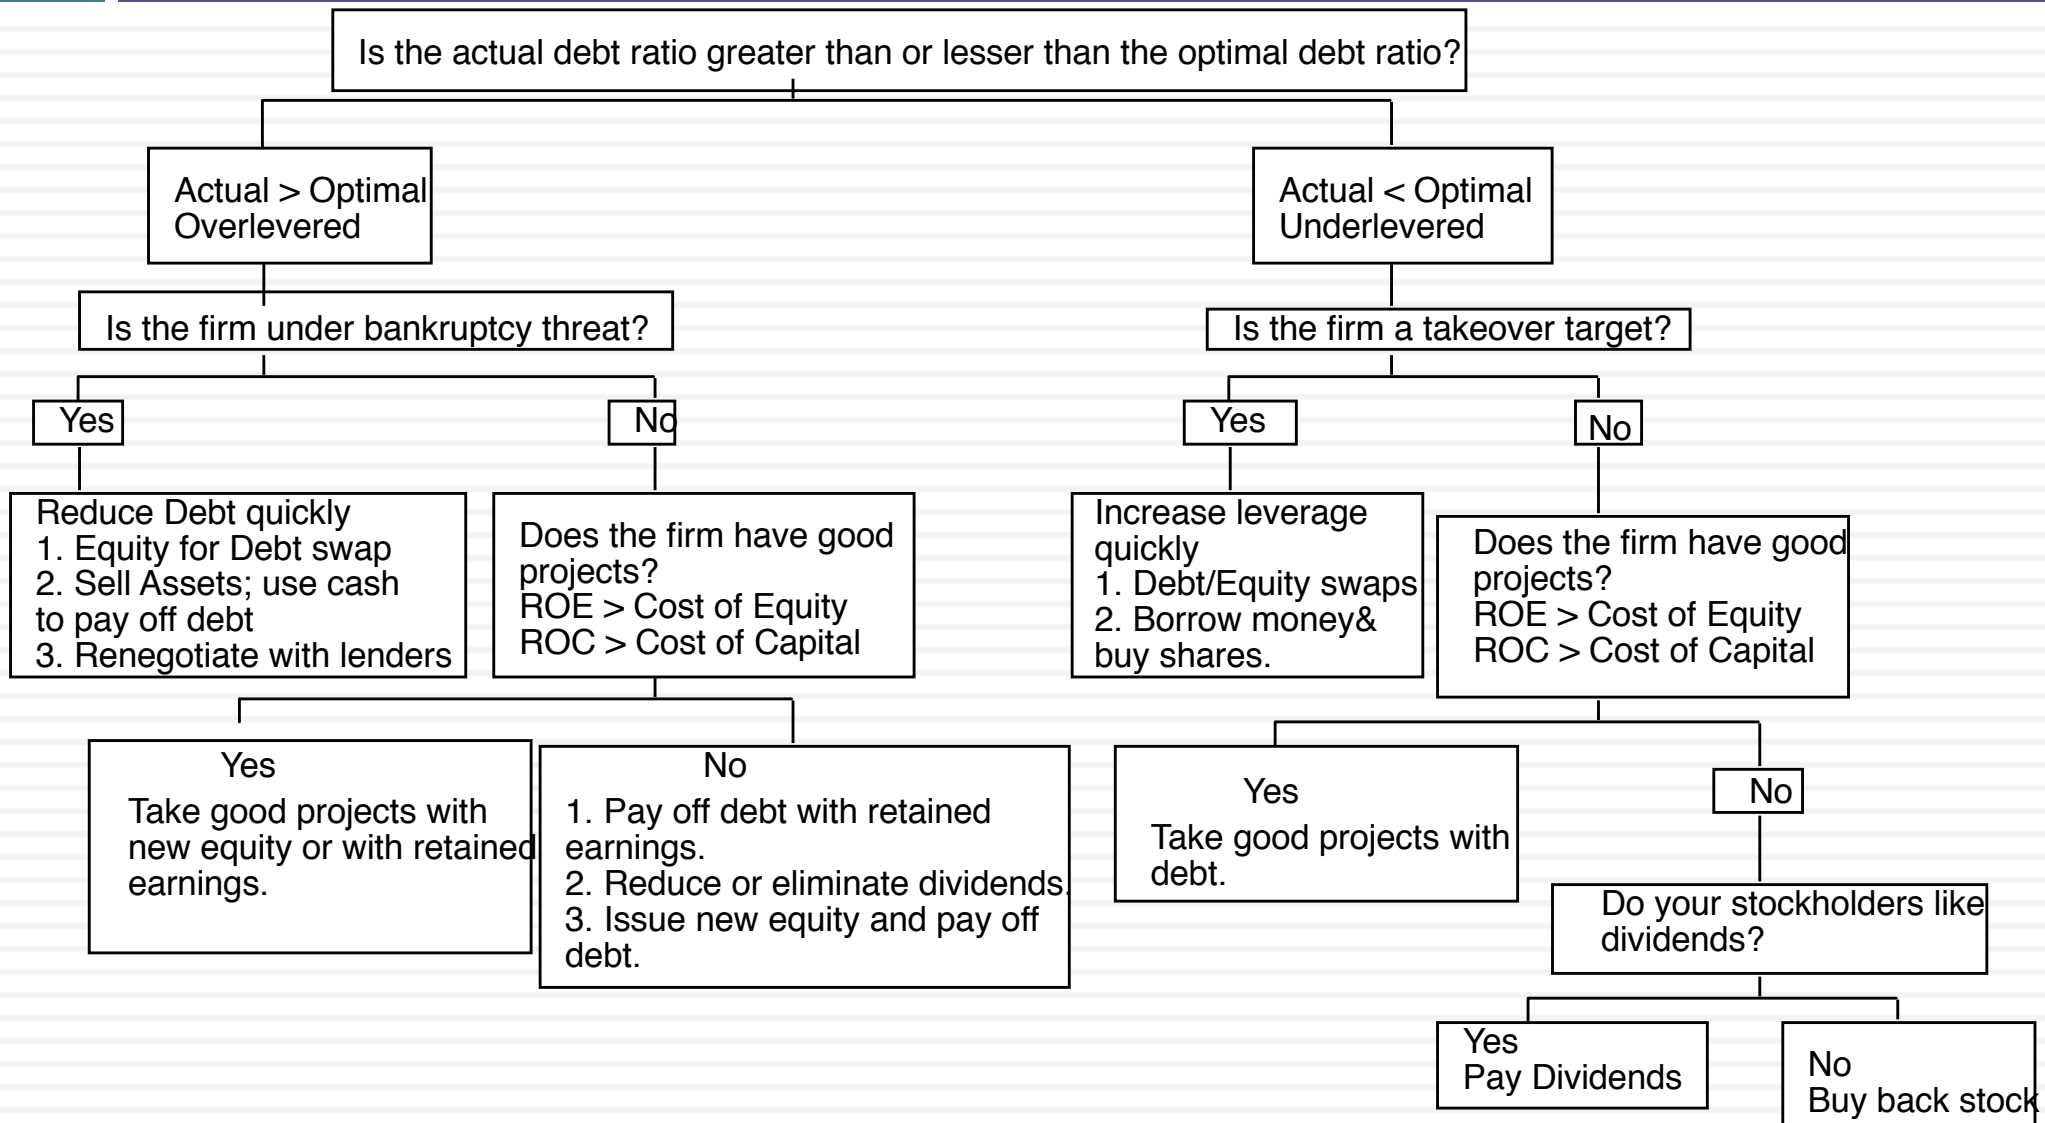 Is the actual debt ratio greater than or lesser than the optimal debt ratio?
Actual > Optimal
Overlevered
Actual < Optimal
Underlevered
Is the firm under bankruptcy threat?
Is the firm a takeover target?
Yes
No
Yes
No
Reduce Debt quickly
1. Equity for Debt swap
2. Sell Assets; use cash
to pay off debt
3. Renegotiate with lenders
Does the firm have good
projects?
ROE > Cost of Equity
ROC > Cost of Capital
Increase leverage
quickly
1. Debt/Equity swaps
2. Borrow money&
buy shares.
Does the firm have good
projects?
ROE > Cost of Equity
ROC > Cost of Capital
Yes
Take good projects with
new equity or with retained
earnings.
No
1. Pay off debt with retained
earnings.
2. Reduce or eliminate dividends.
3. Issue new equity and pay off
debt.
Yes
Take good projects with
debt.
No
Do your stockholders like
dividends?
Yes
Pay Dividends
No
Buy back stock